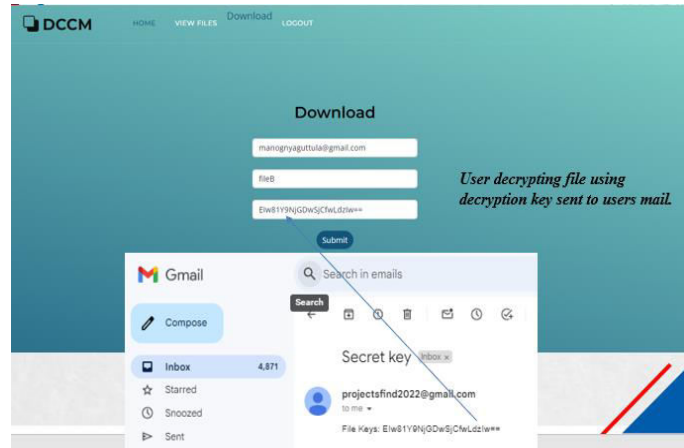 DCCM
HOME VIEW FILES Download LOGOUT
Download
manognyaguttula@gmail.com
fileB
EIw81Y9NjGDwSjCfwLdzIw==
Submit
User decrypting file using
decryption key sent to users mail.
Gmail
Search in emails
Search
Compose
Secret key Inbox x
Inbox 4,871
Starred
projectsfind2022@gmail.com
Snoozed
to me
Sent
File Keys: EIw81Y9NjGDwSjCfwLdzIw==